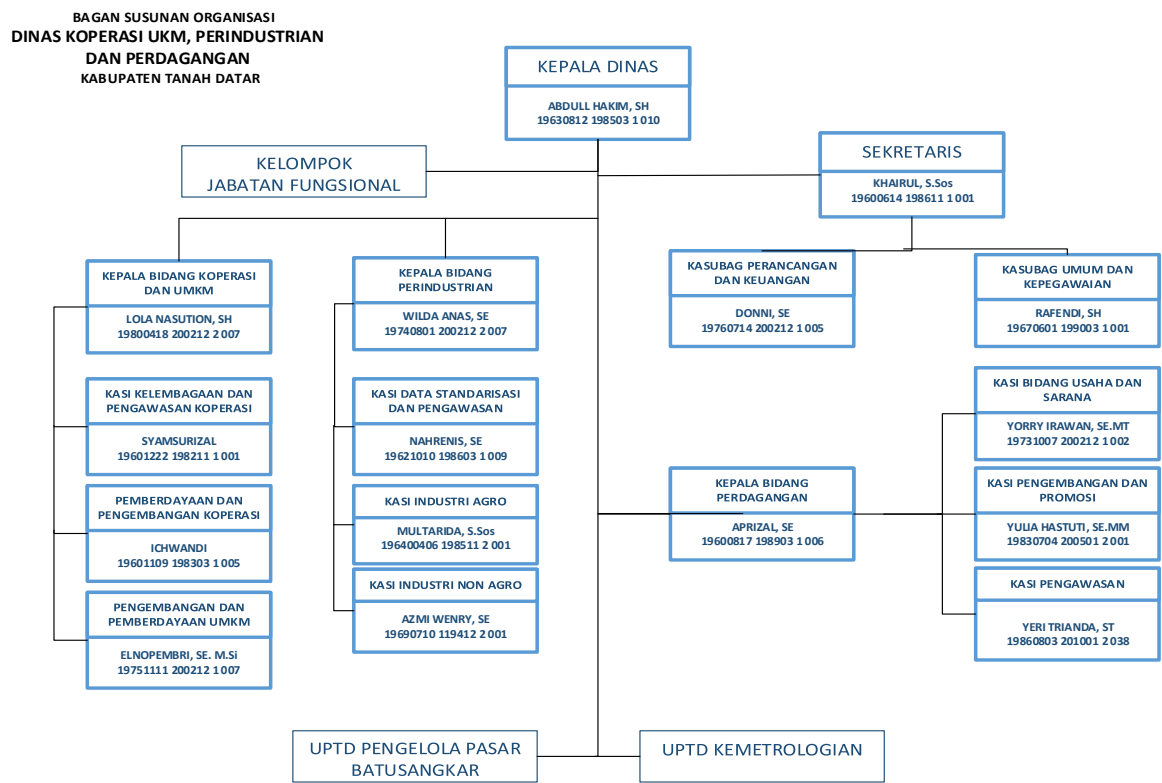 BAGAN SUSUNAN ORGANISASI
DINAS KOPERASI UKM, PERINDUSTRIAN
DAN PERDAGANGAN
KABUPATEN TANAH DATAR
KEPALA DINAS
ABDULL HAKIM, SH
19630812 198503 1 010
KELOMPOK
JABATAN FUNGSIONAL
SEKRETARIS
KHAIRUL, S.Sos
19600614 198611 1 001
KEPALA BIDANG KOPERASI
DAN UMKM
LOLA NASUTION, SH
19800418 200212 2 007
KEPALA BIDANG
PERINDUSTRIAN
WILDA ANAS, SE
19740801 200212 2 007
KASUBAG PERANCANGAN
DAN KEUANGAN
DONNI, SE
19760714 200212 1 005
KASUBAG UMUM DAN
KEPEGAWAIAN
RAFENDI, SH
19670601 199003 1 001
KASI KELEMBAGAAN DAN
PENGAWASAN KOPERASI
SYAMSURIZAL
19601222 198211 1 001
KASI DATA STANDARISASI
DAN PENGAWASAN
NAHRENIS, SE
19621010 198603 1 009
KASI BIDANG USAHA DAN
SARANA
YORRY IRAWAN, SE.MT
19731007 200212 1 002
PEMBERDAYAAN DAN
PENGEMBANGAN KOPERASI
ICHWANDI
19601109 198303 1 005
KASI INDUSTRI AGRO
MULTARIDA, S.Sos
196400406 198511 2 001
KEPALA BIDANG
PERDAGANGAN
APRIZAL, SE
19600817 198903 1 006
KASI PENGEMBANGAN DAN
PROMOSI
YULIA HASTUTI, SE.MM
19830704 200501 2 001
PENGEMBANGAN DAN
PEMBERDAYAAN UMKM
ELNOPEMBRI, SE. M.Si
19751111 200212 1 007
KASI INDUSTRI NON AGRO
AZMI WENRY, SE
19690710 119412 2 001
KASI PENGAWASAN
YERI TRIANDA, ST
19860803 201001 2 038
UPTD PENGELOLA PASAR
BATUSANGKAR
UPTD KEMETROLOGIAN